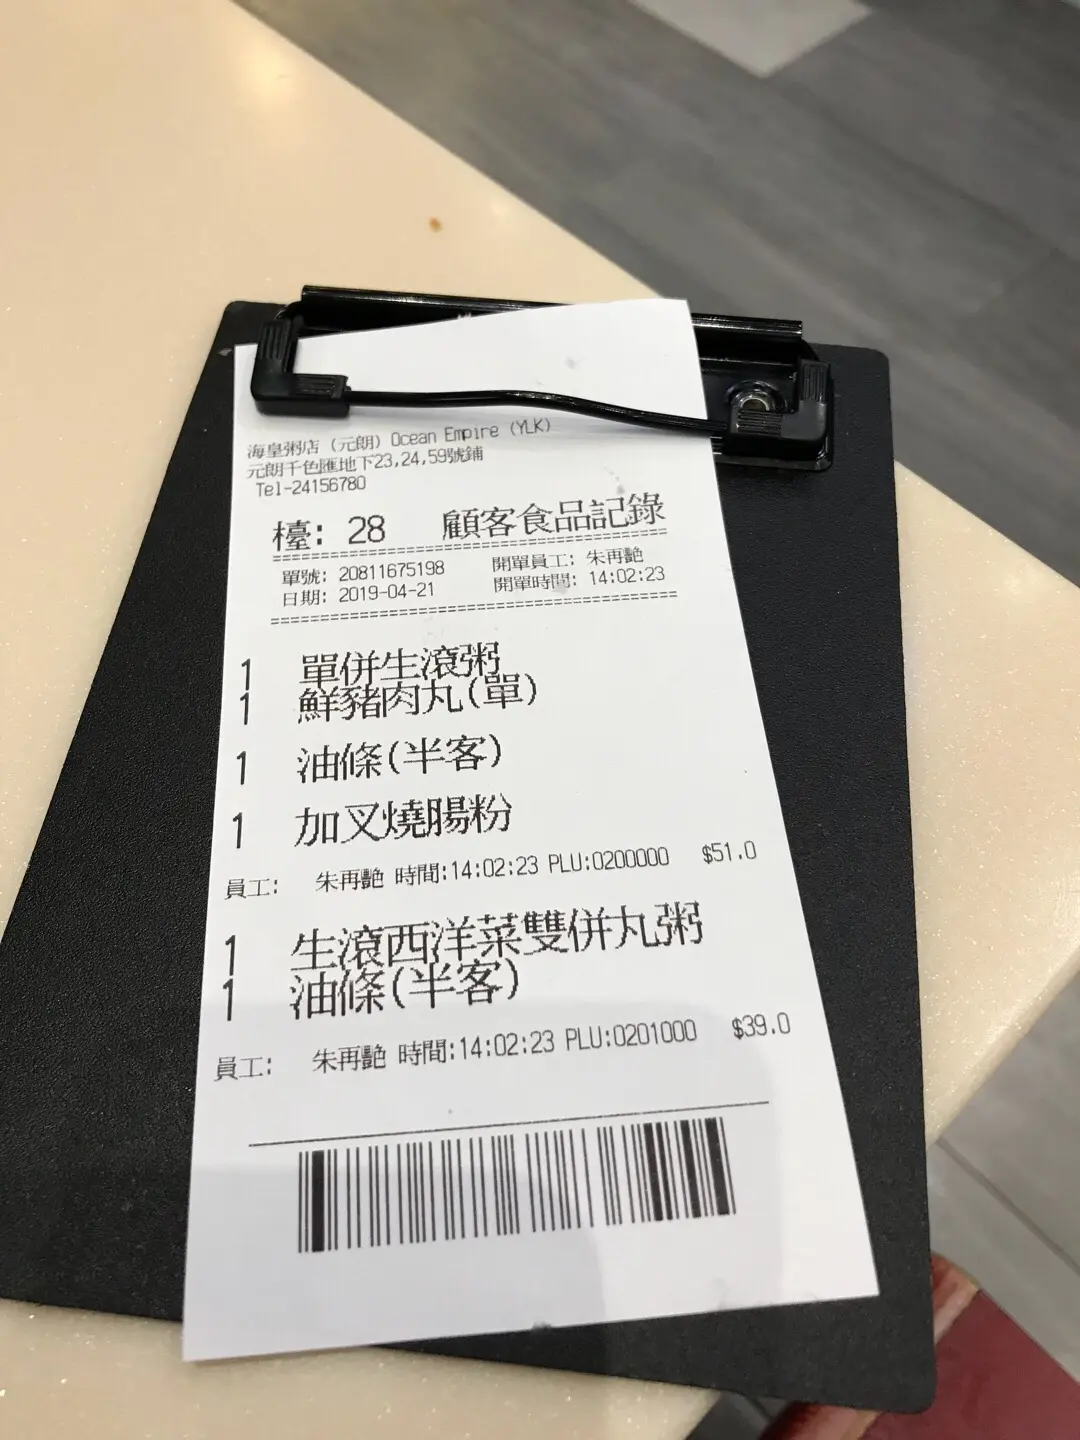 海皇粥店 (元朗) Ocean Empire (YLK)
元朗千色匯地下23,24,59號鋪
Tel-24156780
檯: 28 顧客食品記錄
單號: 20811675198 開單員工: 朱再艷
日期: 2019-04-21 開單時間: 14:02:23
1 單併生滾粥
1 鮮豬肉丸(單)
1 油條(半客)
1 加叉燒腸粉
員工: 朱再艷 時間:14:02:23 PLU:0200000 $51.0
1 生滾西洋菜雙併丸粥
1 油條(半客)
員工: 朱再艷 時間:14:02:23 PLU:0201000 $39.0